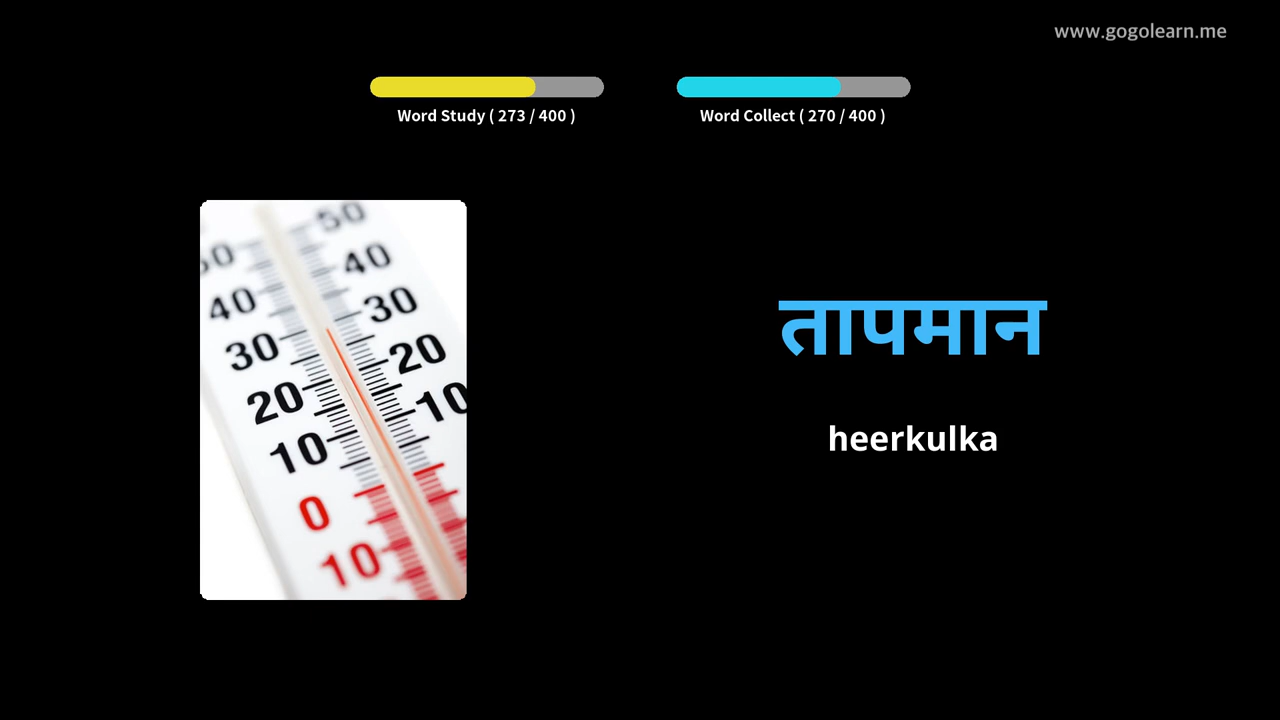 www.gogolearn.me
Word Study ( 273 / 400 )
Word Collect ( 270 / 400 )
50
50
40
40
30
30
20
20
10
10
0
10
तापमान
heerkulka